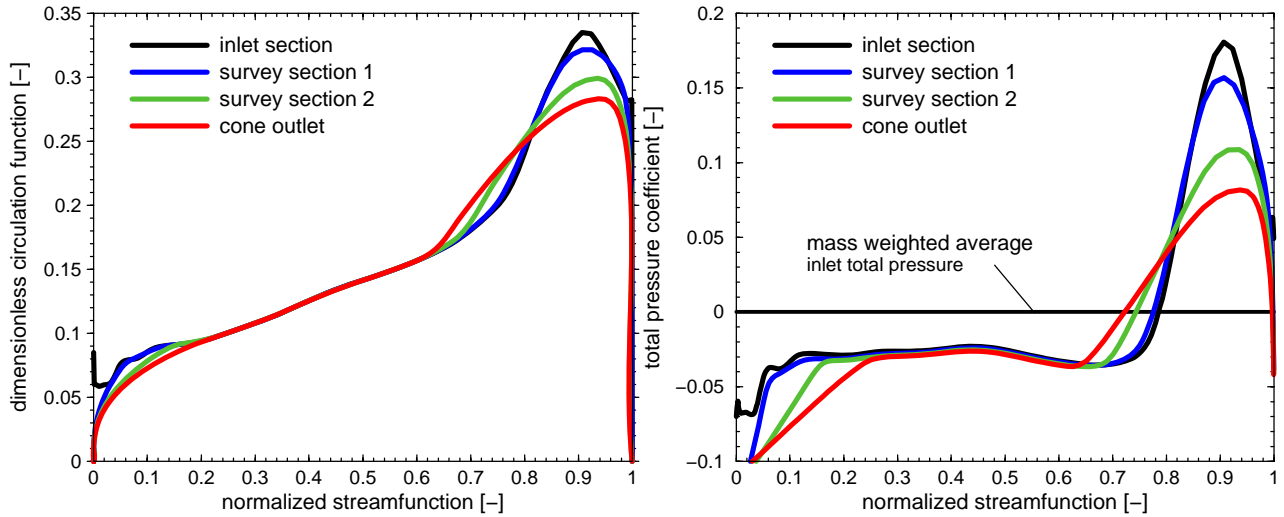 dimensionless circulation function [–]
0.35
0.3
0.25
0.2
0.15
0.1
0.05
0
inlet section
survey section 1
survey section 2
cone outlet
0 0.1 0.2 0.3 0.4 0.5 0.6 0.7 0.8 0.9 1
normalized streamfunction [–]
total pressure coefficient [–]
0.2
0.15
0.1
0.05
0
−0.05
−0.1
inlet section
survey section 1
survey section 2
cone outlet
mass weighted average
inlet total pressure
0 0.1 0.2 0.3 0.4 0.5 0.6 0.7 0.8 0.9 1
normalized streamfunction [–]